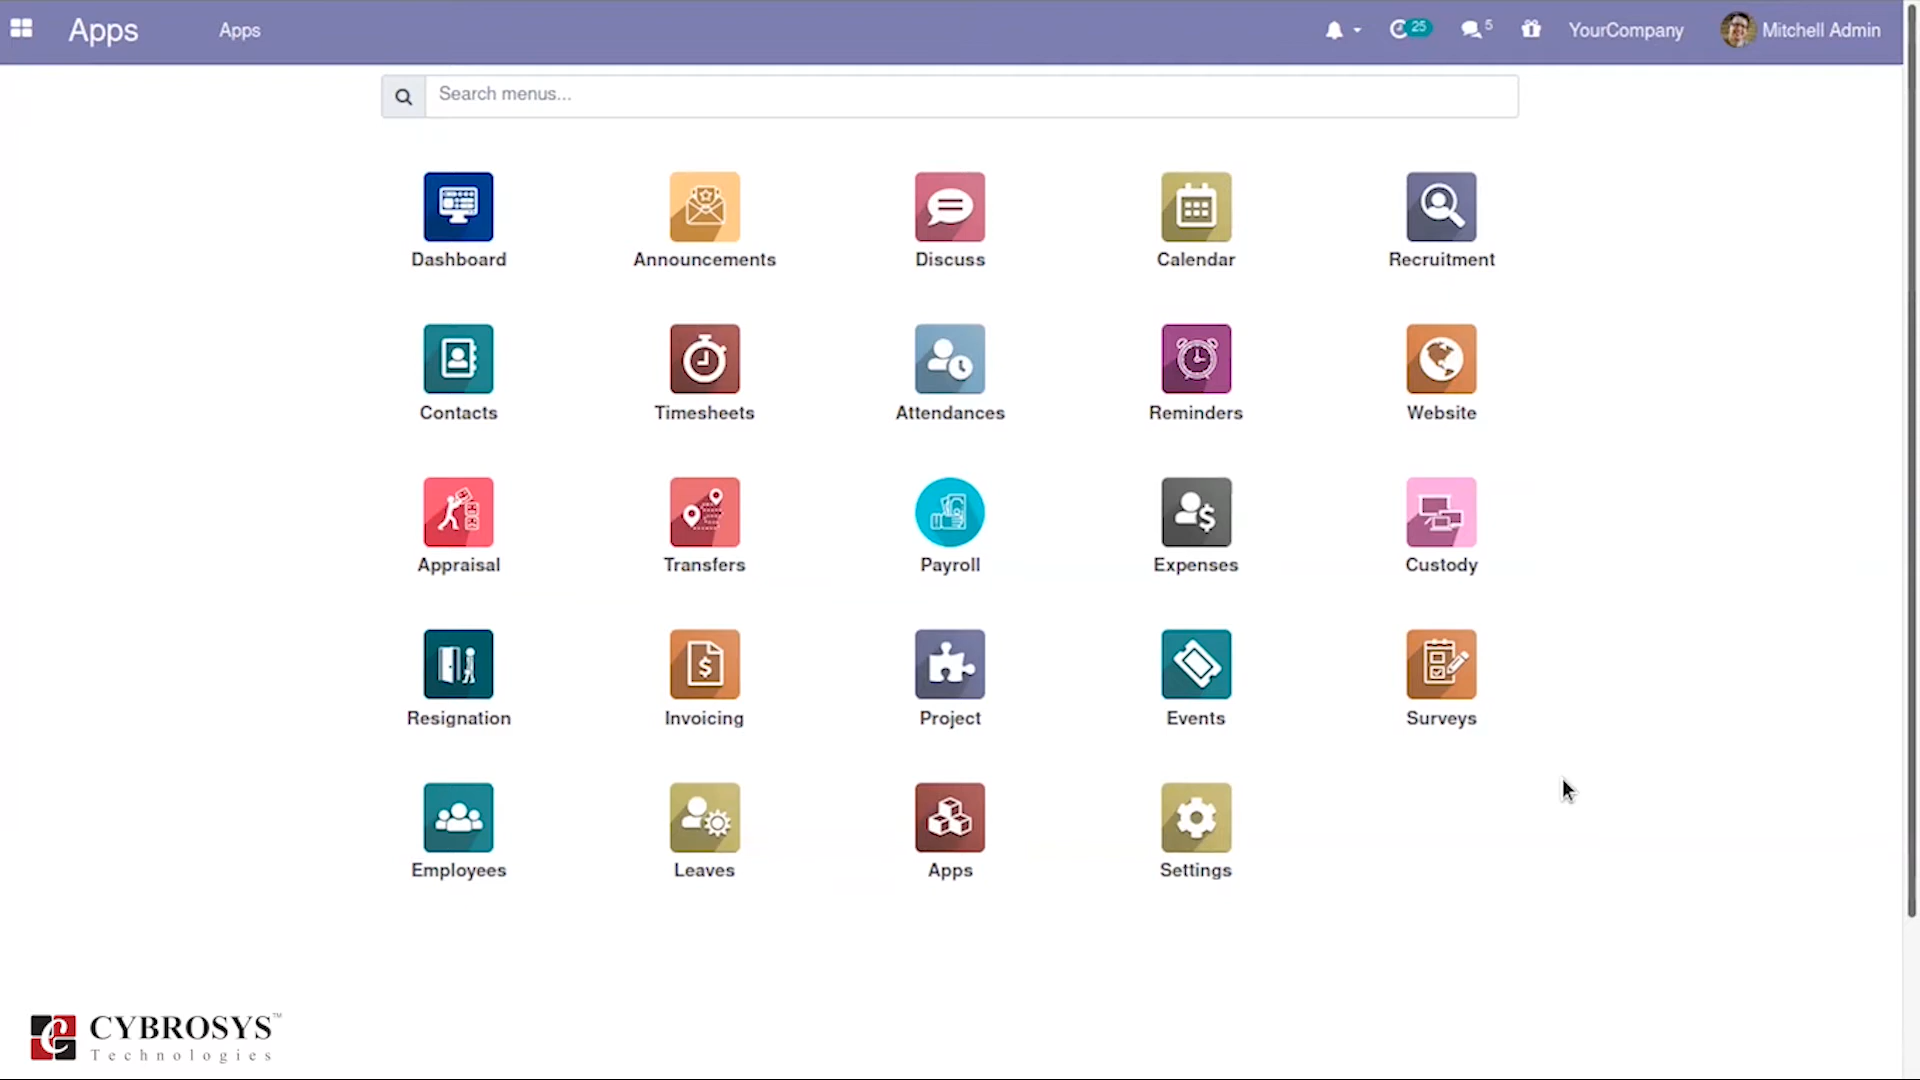 Apps Apps 25 5 YourCompany Mitchell Admin
Search menus...
Dashboard Announcements Discuss Calendar Recruitment
Contacts Timesheets Attendances Reminders Website
Appraisal Transfers Payroll Expenses Custody
Resignation Invoicing Project Events Surveys
Employees Leaves Apps Settings
CYBROSYS™
Technologies